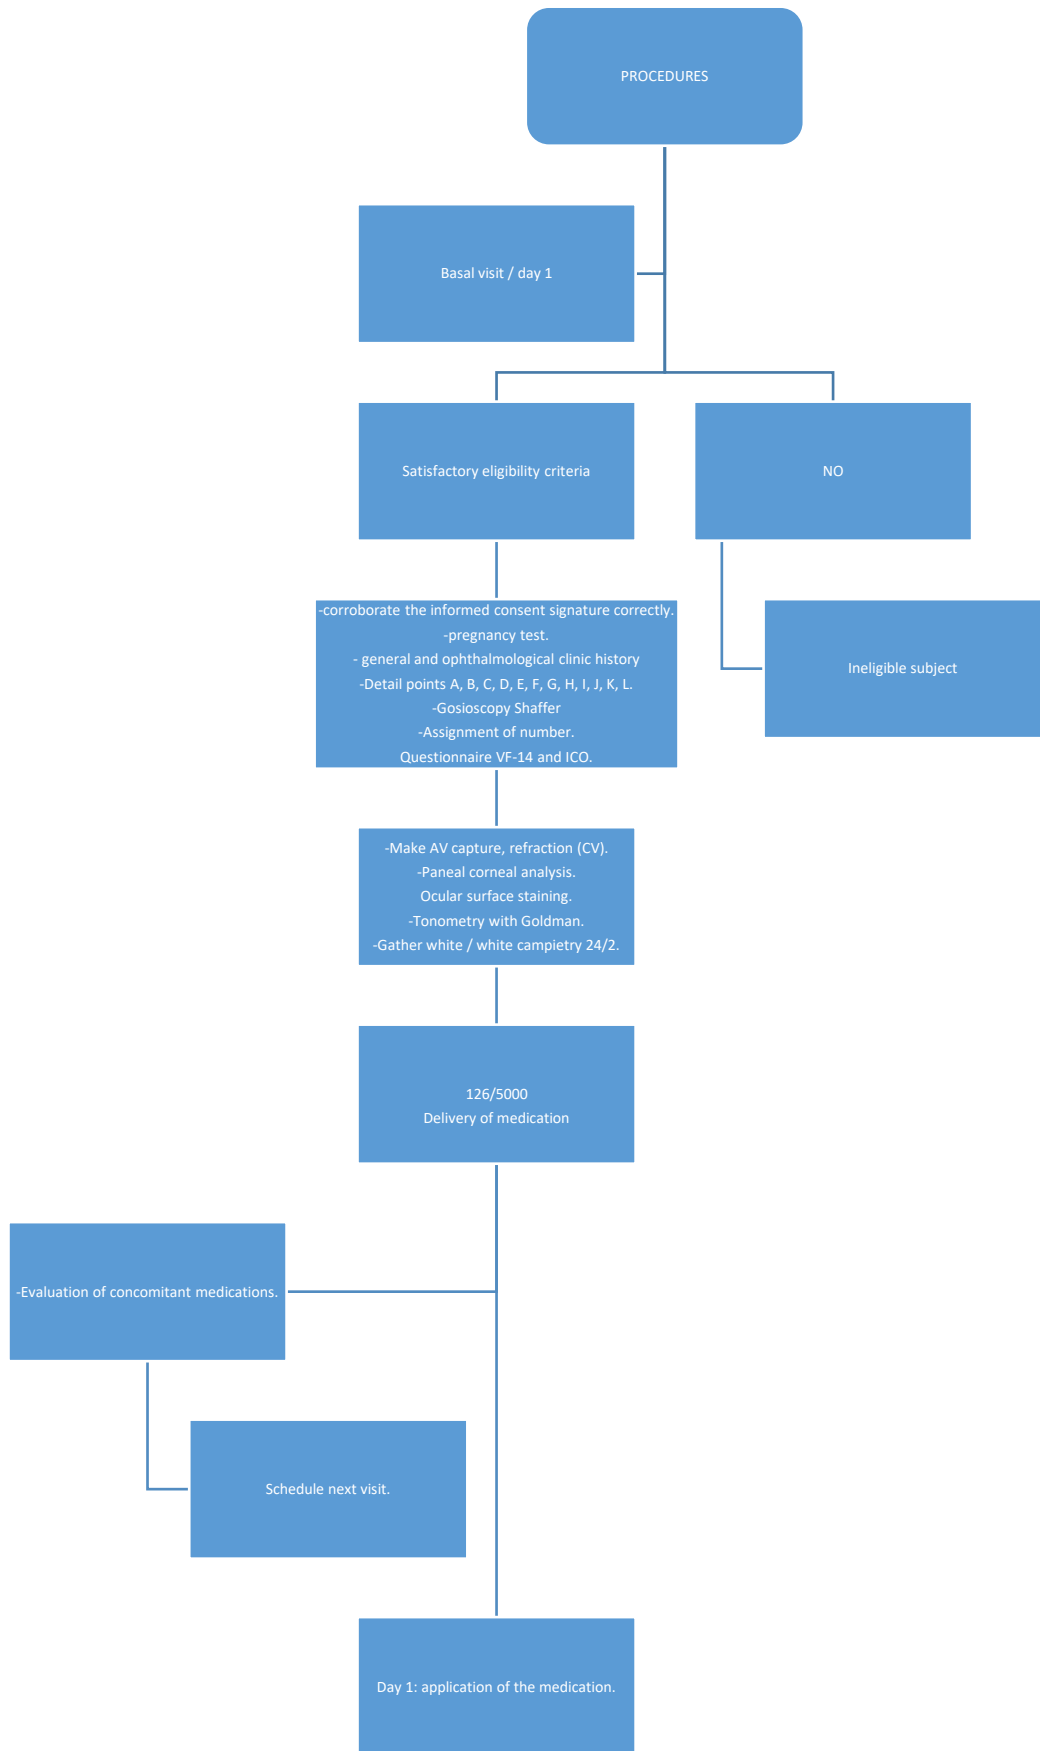 PROCEDURES
Basal visit / day 1
Satisfactory eligibility criteria
NO
-corroborate the informed consent signature correctly.
-pregnancy test.
- general and ophthalmological clinic history
-Detail points A, B, C, D, E, F, G, H, I, J, K, L.
-Gosioscopy Shaffer
-Assignment of number.
Questionnaire VF-14 and ICO.
Ineligible subject
-Make AV capture, refraction (CV).
-Paneal corneal analysis.
Ocular surface staining.
-Tonometry with Goldman.
-Gather white / white campietry 24/2.
126/5000
Delivery of medication
-Evaluation of concomitant medications.
Schedule next visit.
Day 1: application of the medication.